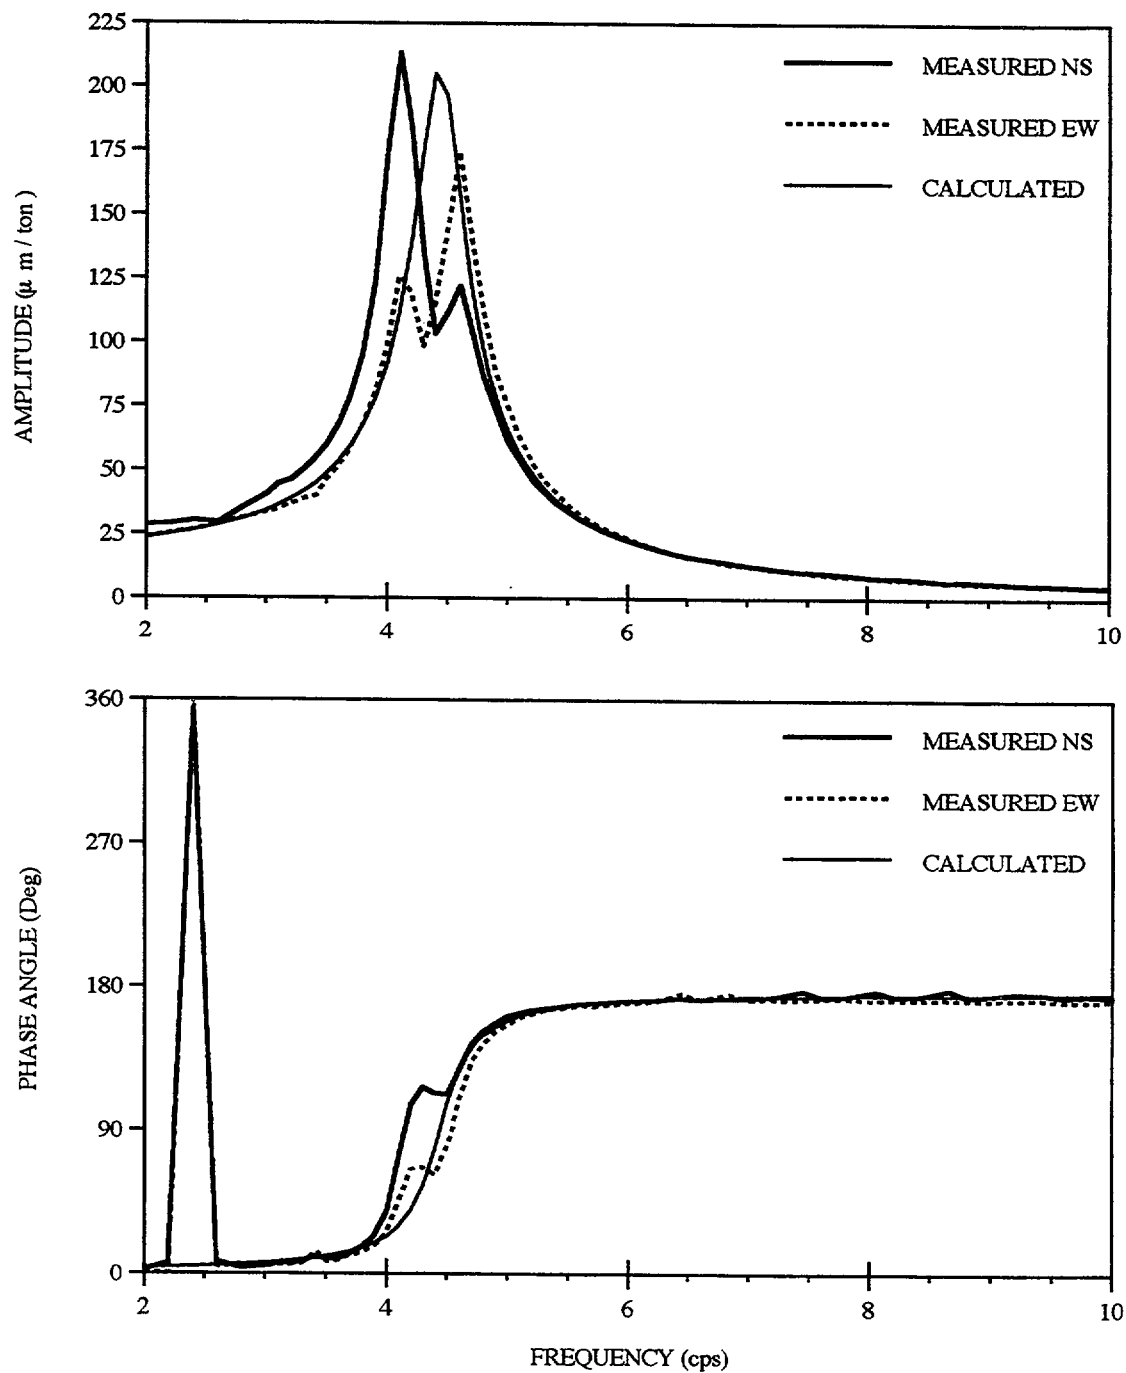 225
200
175
150
125
100
75
50
25
0
AMPLITUDE (μ m / ton )
MEASURED NS
MEASURED EW
CALCULATED
2 4 6 8 10
360
270
180
90
0
PHASE ANGLE (Deg)
MEASURED NS
MEASURED EW
CALCULATED
2 4 6 8 10
FREQUENCY (cps)